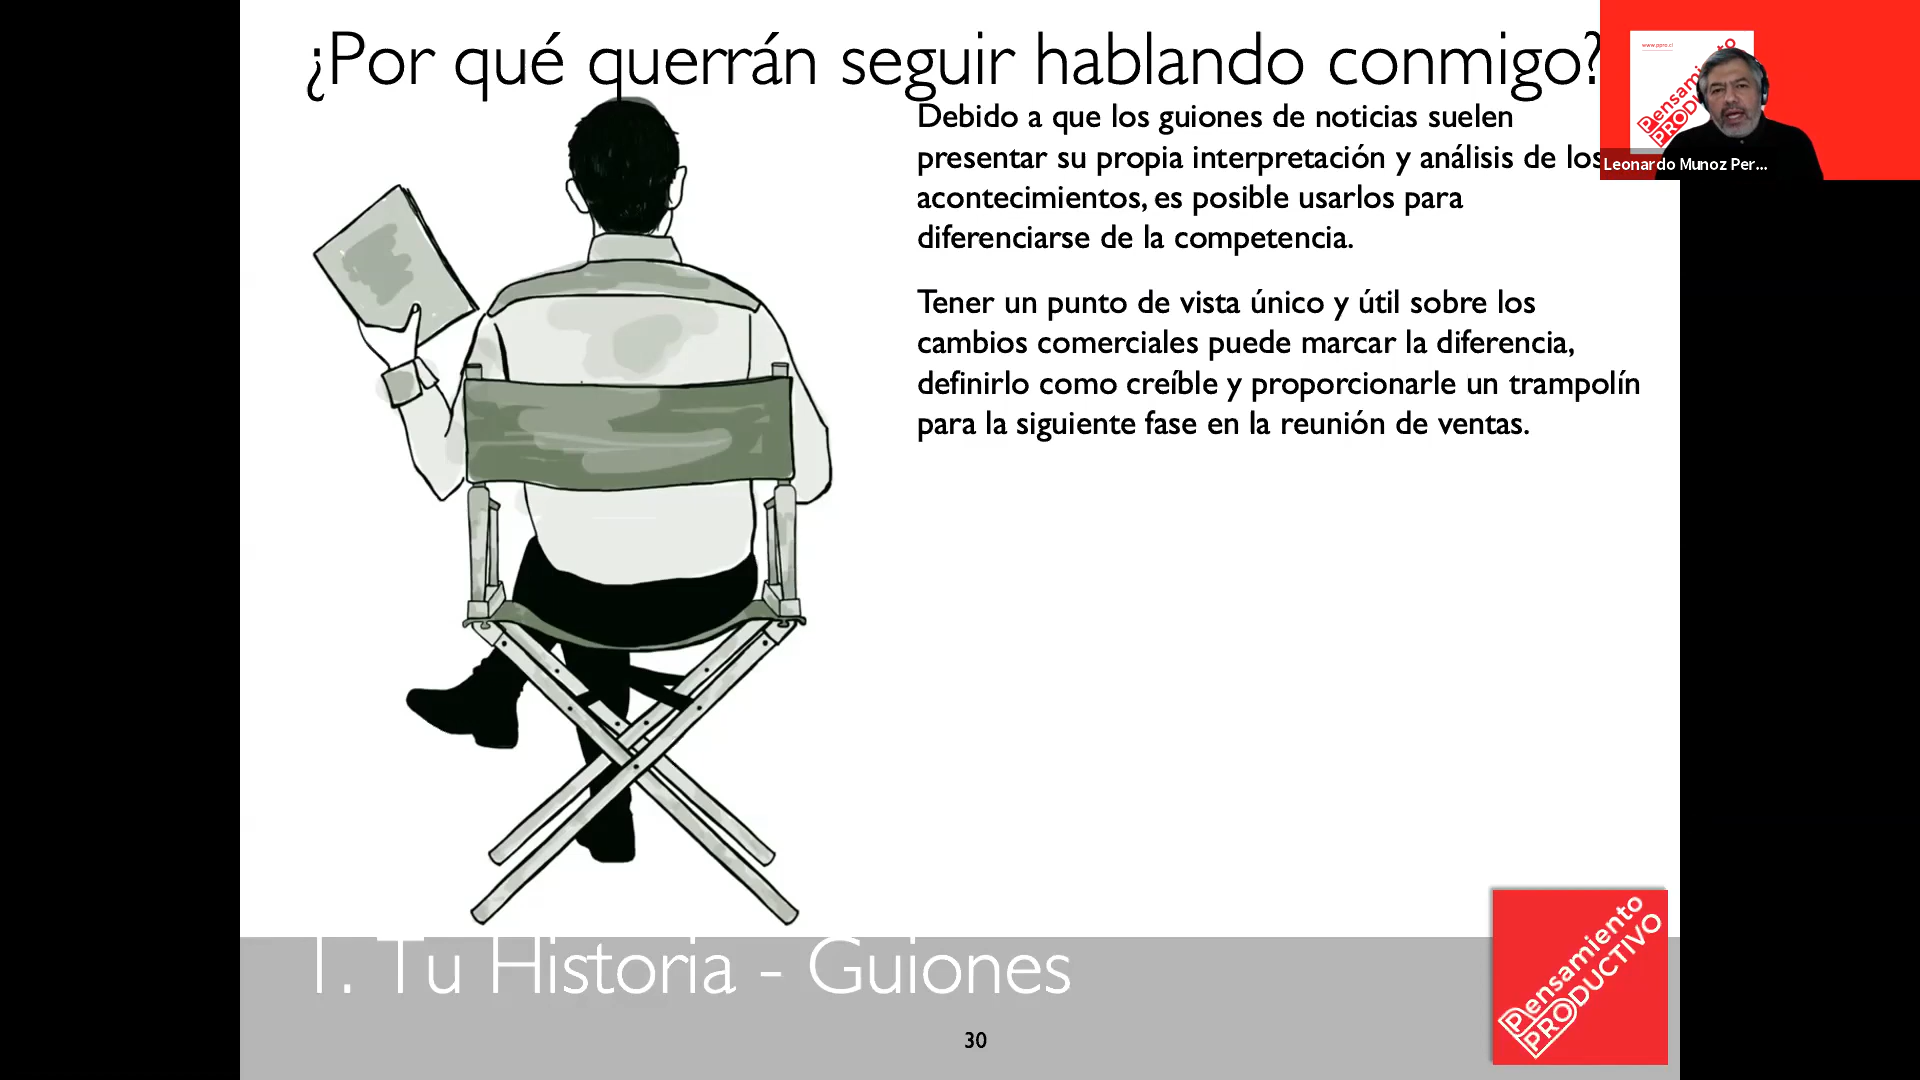 ¿Por qué querrán seguir hablando conmigo?
Debido a que los guiones de noticias suelen
presentar su propia interpretación y análisis de los
acontecimientos, es posible usarlos para
diferenciarse de la competencia.
Tener un punto de vista único y útil sobre los
cambios comerciales puede marcar la diferencia,
definirlo como creíble y proporcionarle un trampolín
para la siguiente fase en la reunión de ventas.
Leonardo Munoz Per...
1. Tu Historia - Guiones
30
Pensamiento
PRODUCTIVO